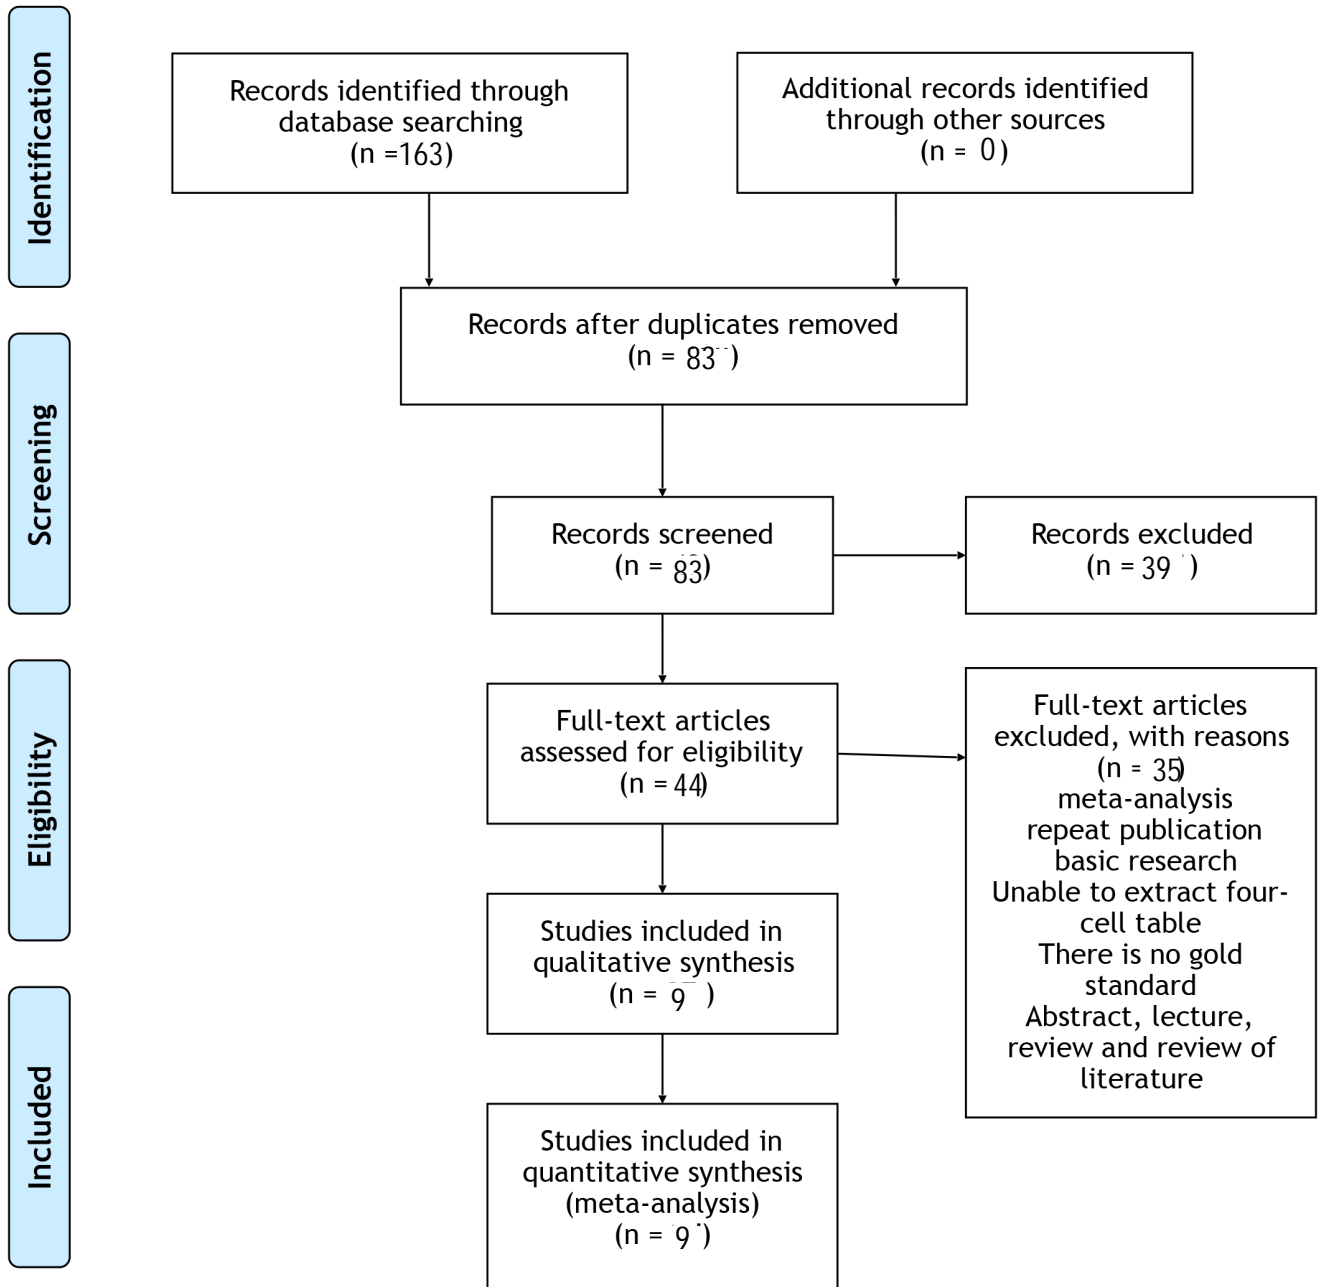 Identification
Records identified through
database searching
(n =163)
Additional records identified
through other sources
(n = 0)
Records after duplicates removed
(n = 83 )
Screening
Records screened
(n = 83)
Records excluded
(n = 39 )
Eligibility
Full-text articles
assessed for eligibility
(n = 44)
Full-text articles
excluded, with reasons
(n = 35)
meta-analysis
repeat publication
basic research
Unable to extract four-
cell table
There is no gold
standard
Abstract, lecture,
review and review of
literature
Studies included in
qualitative synthesis
(n = 9 )
Included
Studies included in
quantitative synthesis
(meta-analysis)
(n = 9 )